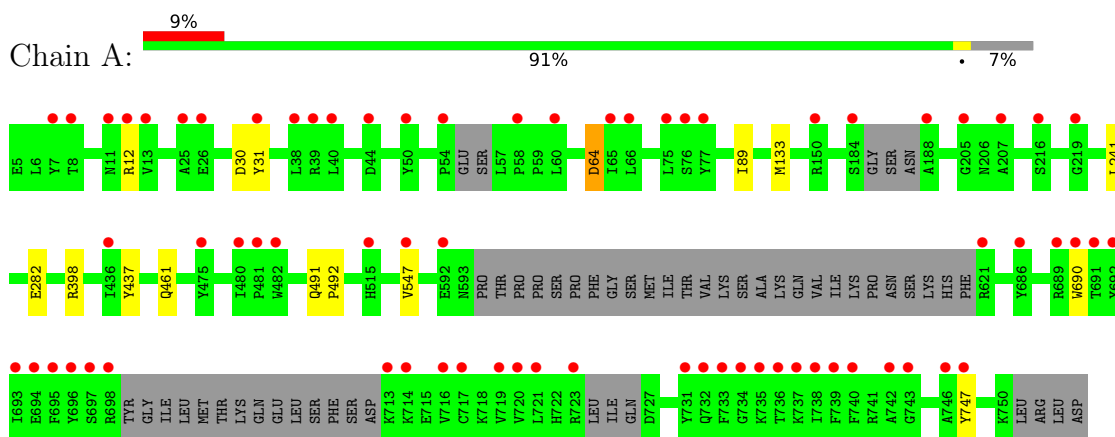 9%
Chain A:
91% • 7%
E5 L6 Y7 T8 N11 R12 V13 A25 E26 D30 Y31 L38 R39 L40 D44 Y50 P54 GLU SER L57 P58 P59 L60 D64 I65 L66 L75 S76 Y77 I89 M133 R150 S184 GLY SER ASN A188 G205 N206 A207 S216 G219 L241
E282 R398 I436 Y437 Q461 Y475 I480 P481 W482 Q491 P492 H515 V547 E592 N593 PRO THR PRO PRO SER PRO PHE GLY SER MET ILE THR VAL LYS SER ALA LYS GLN VAL ILE LYS PRO ASN SER LYS HIS PHE R621 Y686 R689 W690 T691 Y692
I693 E694 F695 Y696 S697 R698 TYR GLY ILE LEU MET THR LYS GLN GLU LEU SER PHE SER ASP K713 K714 E715 V716 C717 K718 V719 V720 L721 H722 R723 LEU ILE GLN D727 Y731 Q732 F733 G734 K735 T736 K737 I738 F739 F740 R741 A742 G743 A746 Y747 K750 LEU ARG LEU ASP